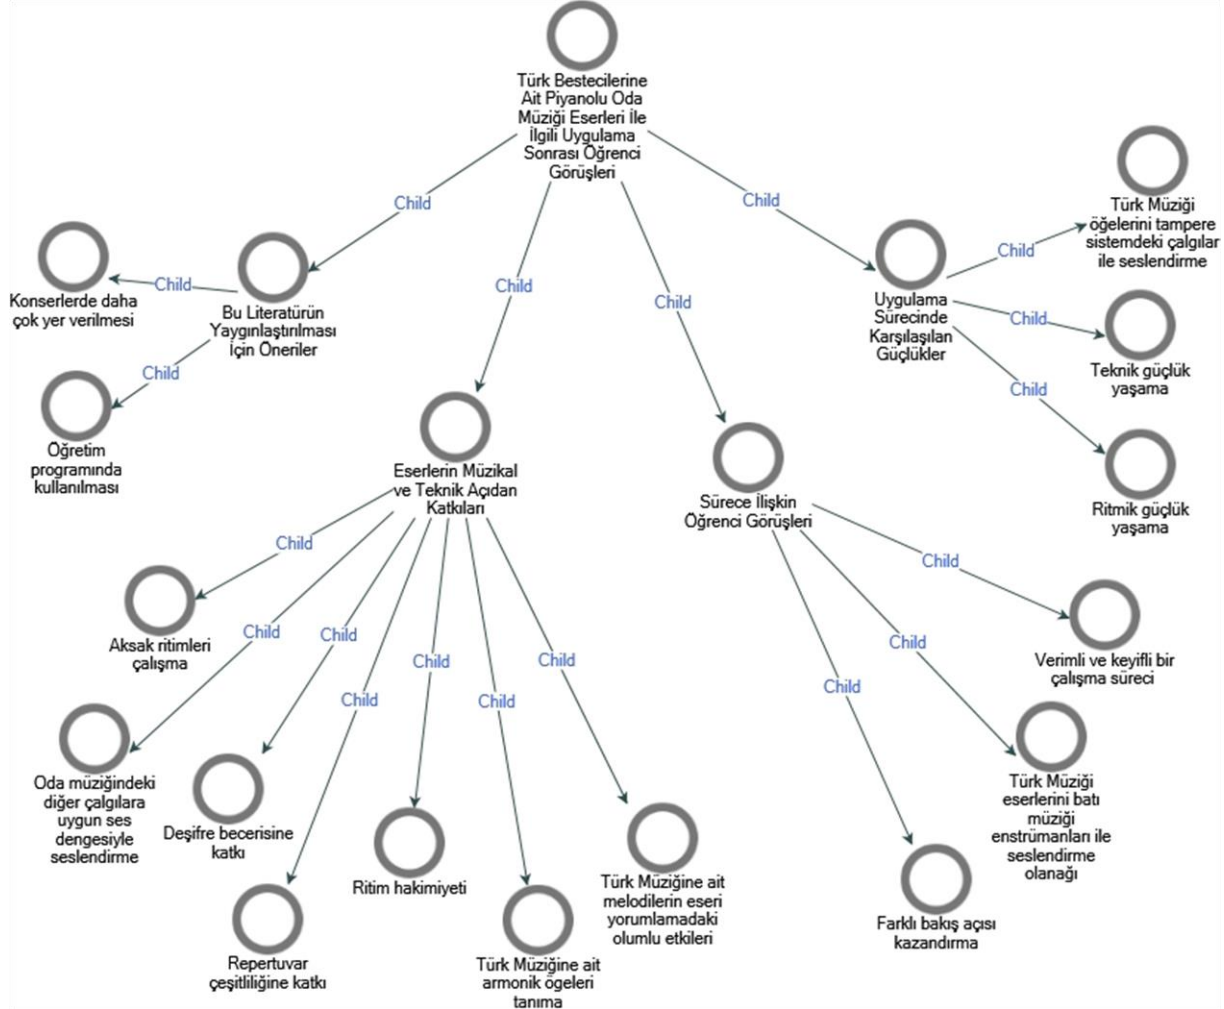 Türk Bestecilerine
Ait Piyanolu Oda
Müziği Eserleri İle
İlgili Uygulama
Sonrası Öğrenci
Görüşleri
Child
Child
Child
Child
Bu Literatürün
Yaygınlaştırılması
İçin Öneriler
Child
Konserlerde daha
çok yer verilmesi
Child
Öğretim
programında
kullanılması
Uygulama
Sürecinde
Karşılaşılan
Güçlükler
Child
Türk Müziği
öğelerini tampere
sistemdeki çalgılar
ile seslendirme
Child
Teknik güçlük
yaşama
Child
Ritmik güçlük
yaşama
Eserlerin Müzikal
ve Teknik Açıdan
Katkıları
Child
Aksak ritimleri
çalışma
Child
Oda müziğindeki
diğer çalgılara
uygun ses
dengesiyle
seslendirme
Child
Deşifre becerisine
katkı
Child
Repertuvar
çeşitliliğine katkı
Child
Ritim hakimiyeti
Child
Türk Müziğine ait
armonik ögeleri
tanıma
Child
Türk Müziğine ait
melodilerin eseri
yorumlamadaki
olumlu etkileri
Sürece İlişkin
Öğrenci Görüşleri
Child
Verimli ve keyifli bir
çalışma süreci
Child
Türk Müziği
eserlerini batı
müziği
enstrümanları ile
seslendirme
olanağı
Child
Farklı bakış açısı
kazandırma